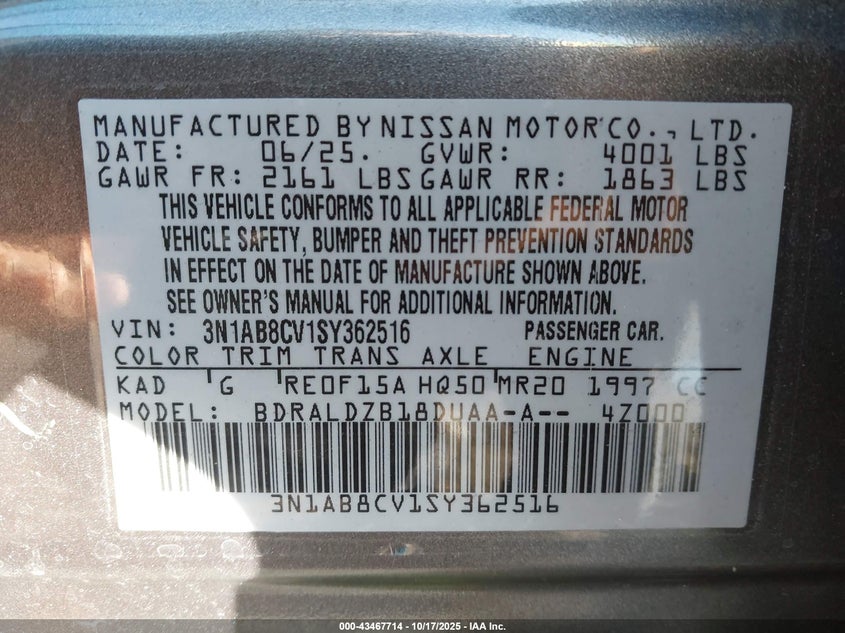 MANUFACTURED BY NISSAN MOTOR CO., LTD.
DATE: 06/25. GVWR: 4001 LBS
GAWR FR: 2161 LBS GAWR RR: 1863 LBS
THIS VEHICLE CONFORMS TO ALL APPLICABLE FEDERAL MOTOR
VEHICLE SAFETY, BUMPER AND THEFT PREVENTION STANDARDS
IN EFFECT ON THE DATE OF MANUFACTURE SHOWN ABOVE.
SEE OWNER'S MANUAL FOR ADDITIONAL INFORMATION.
VIN: 3N1AB8CV1SY362516 PASSENGER CAR.
COLOR TRIM TRANS AXLE ENGINE
KAD G RE0F15A HQ50 MR20 1997 CC
MODEL: BDRALDZB18DUAA-A-- 4Z000
3N1AB8CV1SY362516
000-43467714 | 10/17/2025 - IAA Inc.